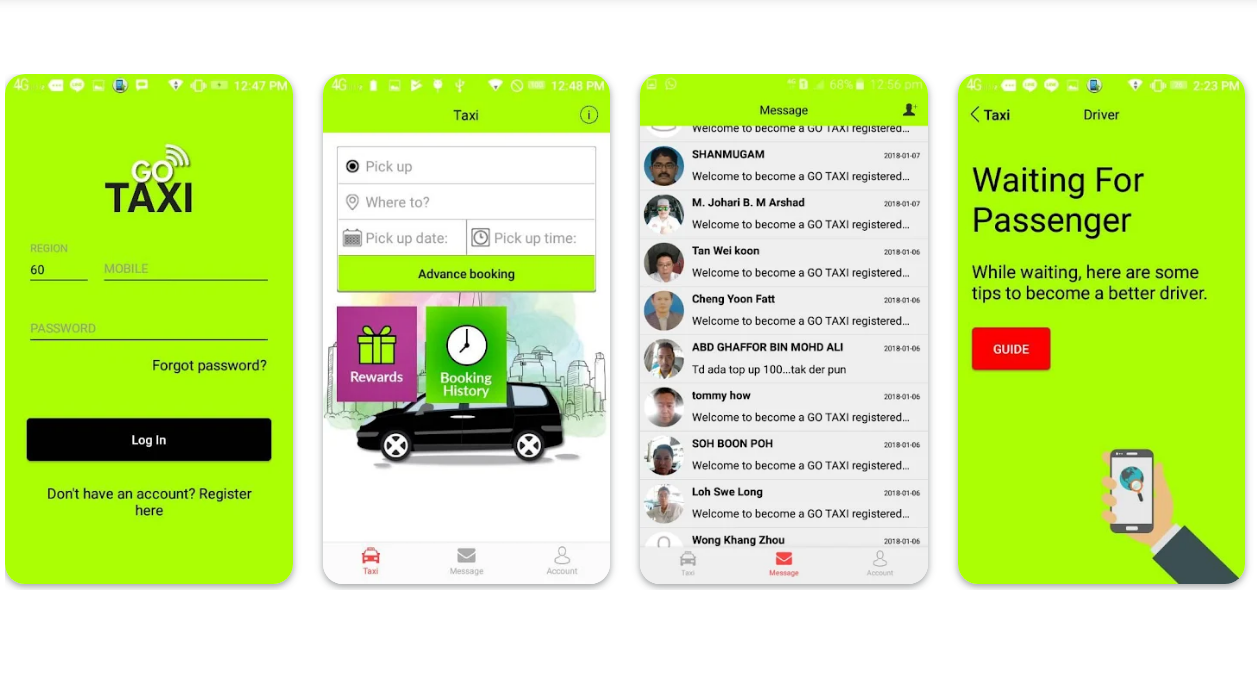 4G 12:47 PM
GO
TAXI
REGION
60
MOBILE
PASSWORD
Forgot password?
Log In
Don't have an account? Register
here
4G 12:48 PM
Taxi
Pick up
Where to?
Pick up date:
Pick up time:
Advance booking
Rewards
Booking
History
Taxi
Message
Account
68% 12:56 pm
Message
Welcome to become a GO TAXI registered...
SHANMUGAM
2018-01-07
Welcome to become a GO TAXI registered...
M. Johari B. M Arshad
2018-01-07
Welcome to become a GO TAXI registered...
Tan Wei koon
2018-01-06
Welcome to become a GO TAXI registered...
Cheng Yoon Fatt
2018-01-06
Welcome to become a GO TAXI registered...
ABD GHAFFOR BIN MOHD ALI
2018-01-06
Td ada top up 100...tak der pun
tommy how
2018-01-06
Welcome to become a GO TAXI registered...
SOH BOON POH
2018-01-06
Welcome to become a GO TAXI registered...
Loh Swe Long
2018-01-06
Welcome to become a GO TAXI registered...
Wong Khang Zhou
2018-01-06
Taxi
Message
Account
4G 2:23 PM
Taxi
Driver
Waiting For
Passenger
While waiting, here are some
tips to become a better driver.
GUIDE